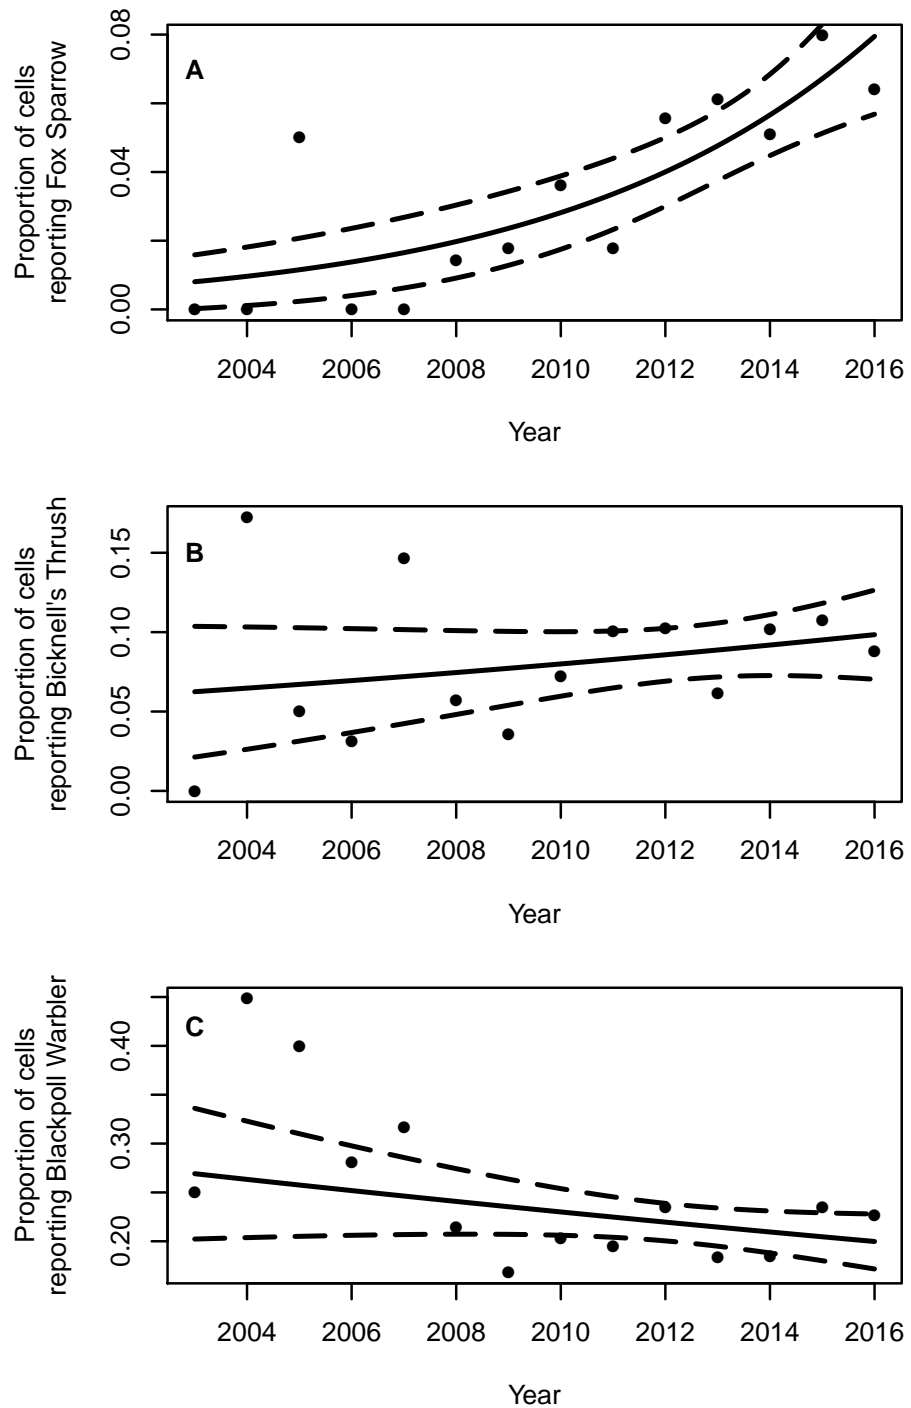 Proportion of cells
reporting Fox Sparrow
A
0.08
0.04
0.00
2004 2006 2008 2010 2012 2014 2016
Year
Proportion of cells
reporting Bicknell's Thrush
B
0.15
0.10
0.05
0.00
2004 2006 2008 2010 2012 2014 2016
Year
Proportion of cells
reporting Blackpoll Warbler
C
0.40
0.30
0.20
2004 2006 2008 2010 2012 2014 2016
Year